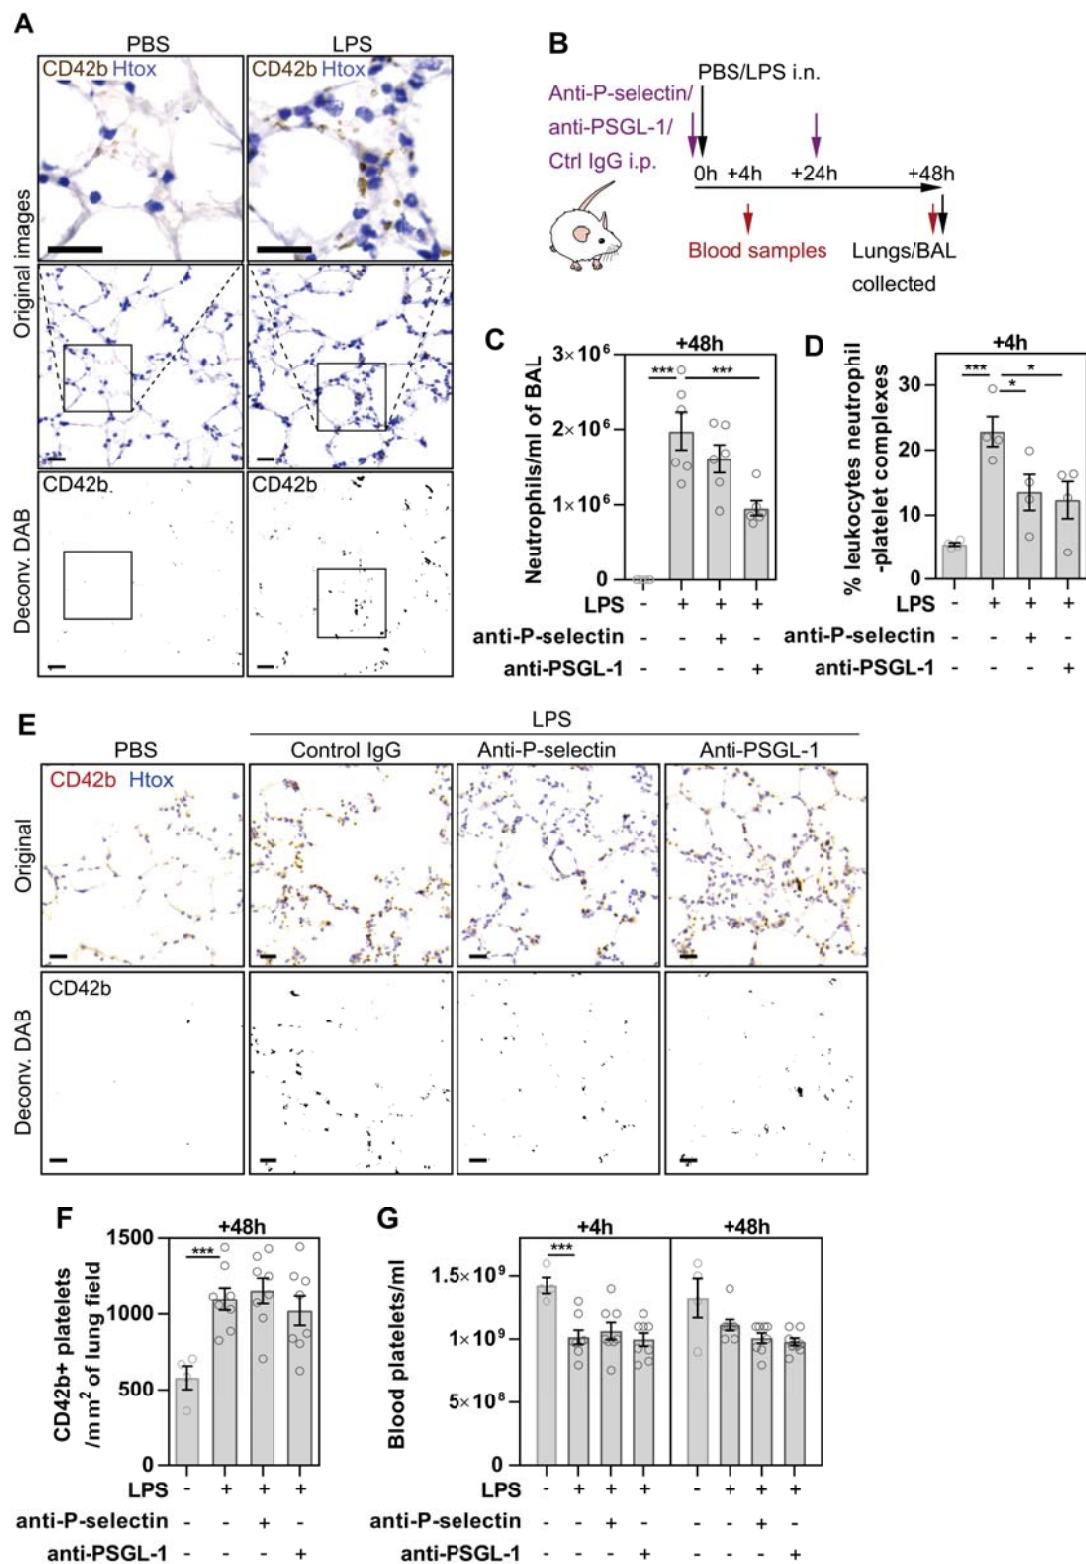 A
PBS
LPS
CD42b Htox
CD42b Htox
Original images
CD42b
CD42b
Deconv. DAB
B
PBS/LPS i.n.
Anti-P-selectin/
anti-PSGL-1/
Ctrl IgG i.p.
0h +4h +24h +48h
Blood samples
Lungs/BAL
collected
C
+48h
Neutrophils/ml of BAL
3×10⁶
2×10⁶
1×10⁶
0
*** ***
LPS - + + +
anti-P-selectin - - + -
anti-PSGL-1 - - - +
D
+4h
% leukocytes neutrophil
-platelet complexes
30
20
10
0
*** * *
LPS - + + +
anti-P-selectin - - + -
anti-PSGL-1 - - - +
E
LPS
PBS
Control IgG
Anti-P-selectin
Anti-PSGL-1
CD42b Htox
Original
CD42b
Deconv. DAB
F
+48h
CD42b+ platelets
/mm² of lung field
1500
1000
500
0
***
LPS - + + +
anti-P-selectin - - + -
anti-PSGL-1 - - - +
G
+4h
+48h
Blood platelets/ml
1.5×10⁹
1×10⁹
5×10⁸
0
***
LPS - + + + - + + +
anti-P-selectin - - + - - - + -
anti-PSGL-1 - - - + - - - +